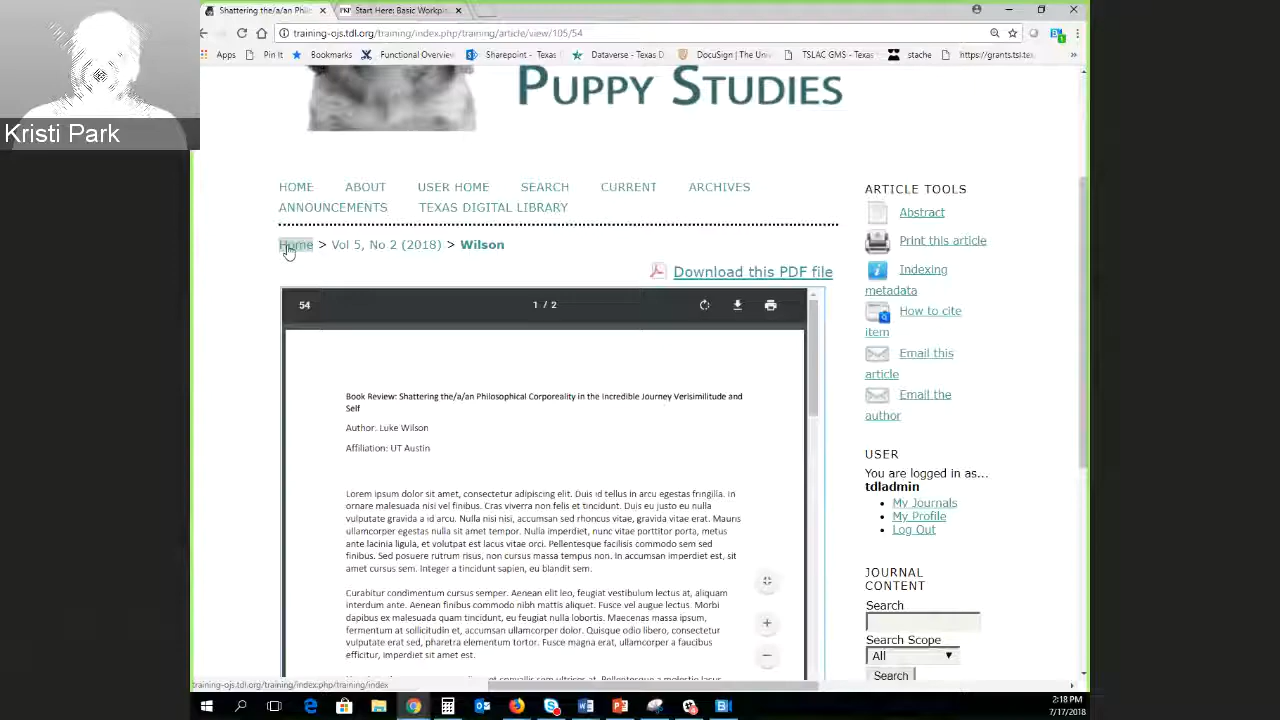 Shattering the/a/an Phil
Start Here: Basic Workpl
Kristi Park
training-ojs.tdl.org/training/index.php/training/article/view/105/54
Apps Pin It Bookmarks Functional Overview Sharepoint - Texas Dataverse - Texas D DocuSign | The Univer TSLAC GMS - Texas stache https://grants.tsl.tex
PUPPY STUDIES
HOME ABOUT USER HOME SEARCH CURRENT ARCHIVES
ANNOUNCEMENTS TEXAS DIGITAL LIBRARY
Home > Vol 5, No 2 (2018) > Wilson
Download this PDF file
54 1 / 2
Book Review: Shattering the/a/an Philosophical Corporeality in the Incredible Journey Verisimilitude and
Self
Author: Luke Wilson
Affiliation: UT Austin
Lorem ipsum dolor sit amet, consectetur adipiscing elit. Duis id tellus in arcu egestas fringilla. In
ornare malesuada nisi vel finibus. Cras viverra non felis et tincidunt. Duis eu justo eu nulla
vulputate gravida a id arcu. Nulla nisi nisi, accumsan sed rhoncus vitae, gravida vitae erat. Mauris
ullamcorper egestas nulla sit amet tempor. Nulla imperdiet, nunc vitae porttitor porta, metus
ante lacinia ligula, et volutpat est lacus vitae orci. Pellentesque facilisis commodo sem sed
finibus. Sed posuere rutrum risus, non cursus massa tempus non. In accumsan imperdiet est, sit
amet cursus sem. Integer a tincidunt sapien, eu blandit sem.
Curabitur condimentum cursus semper. Aenean elit leo, feugiat vestibulum lectus at, aliquam
interdum ante. Aenean finibus commodo nibh mattis aliquet. Fusce vel augue lectus. Morbi
dapibus ex malesuada quam tincidunt, eu feugiat nulla lobortis. Maecenas massa ipsum,
fermentum at sollicitudin et, accumsan ullamcorper dolor. Quisque odio libero, consectetur
vulputate erat sed, pharetra elementum tortor. Fusce magna erat, ullamcorper a faucibus
efficitur, imperdiet sit amet est.
ARTICLE TOOLS
Abstract
Print this article
Indexing
metadata
How to cite
item
Email this
article
Email the
author
USER
You are logged in as...
tdladmin
My Journals
My Profile
Log Out
JOURNAL
CONTENT
Search
Search Scope
All
Search
training-ojs.tdl.org/training/index.php/training/index
2:18 PM
7/17/2018